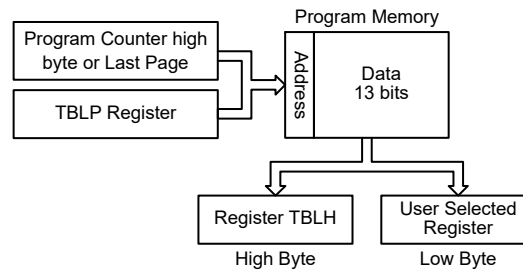 Program Memory
Program Counter high
byte or Last Page
TBLP Register
Address
Data
13 bits
Register TBLH
User Selected
Register
High Byte
Low Byte